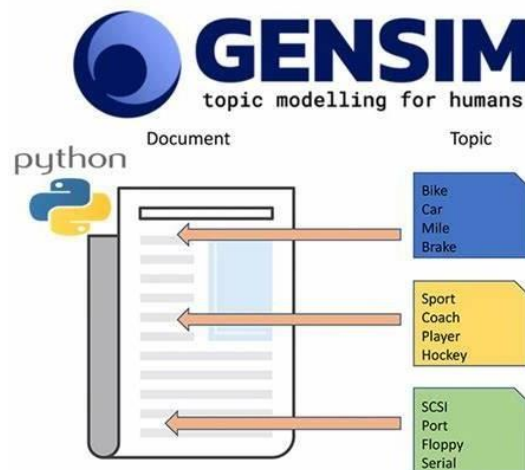 GENSIM
topic modelling for humans
Document
Topic
python
Bike
Car
Mile
Brake
Sport
Coach
Player
Hockey
SCSI
Port
Floppy
Serial